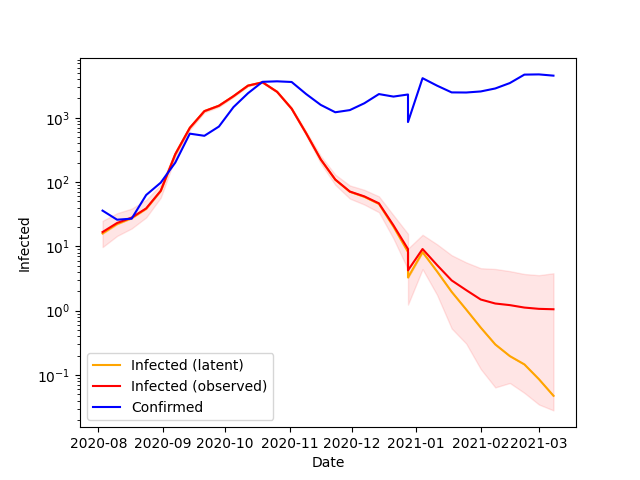 Infected
10³
10²
10¹
10⁰
10⁻¹
Infected (latent)
Infected (observed)
Confirmed
2020-08 2020-09 2020-10 2020-11 2020-12 2021-01 2021-02 2021-03
Date